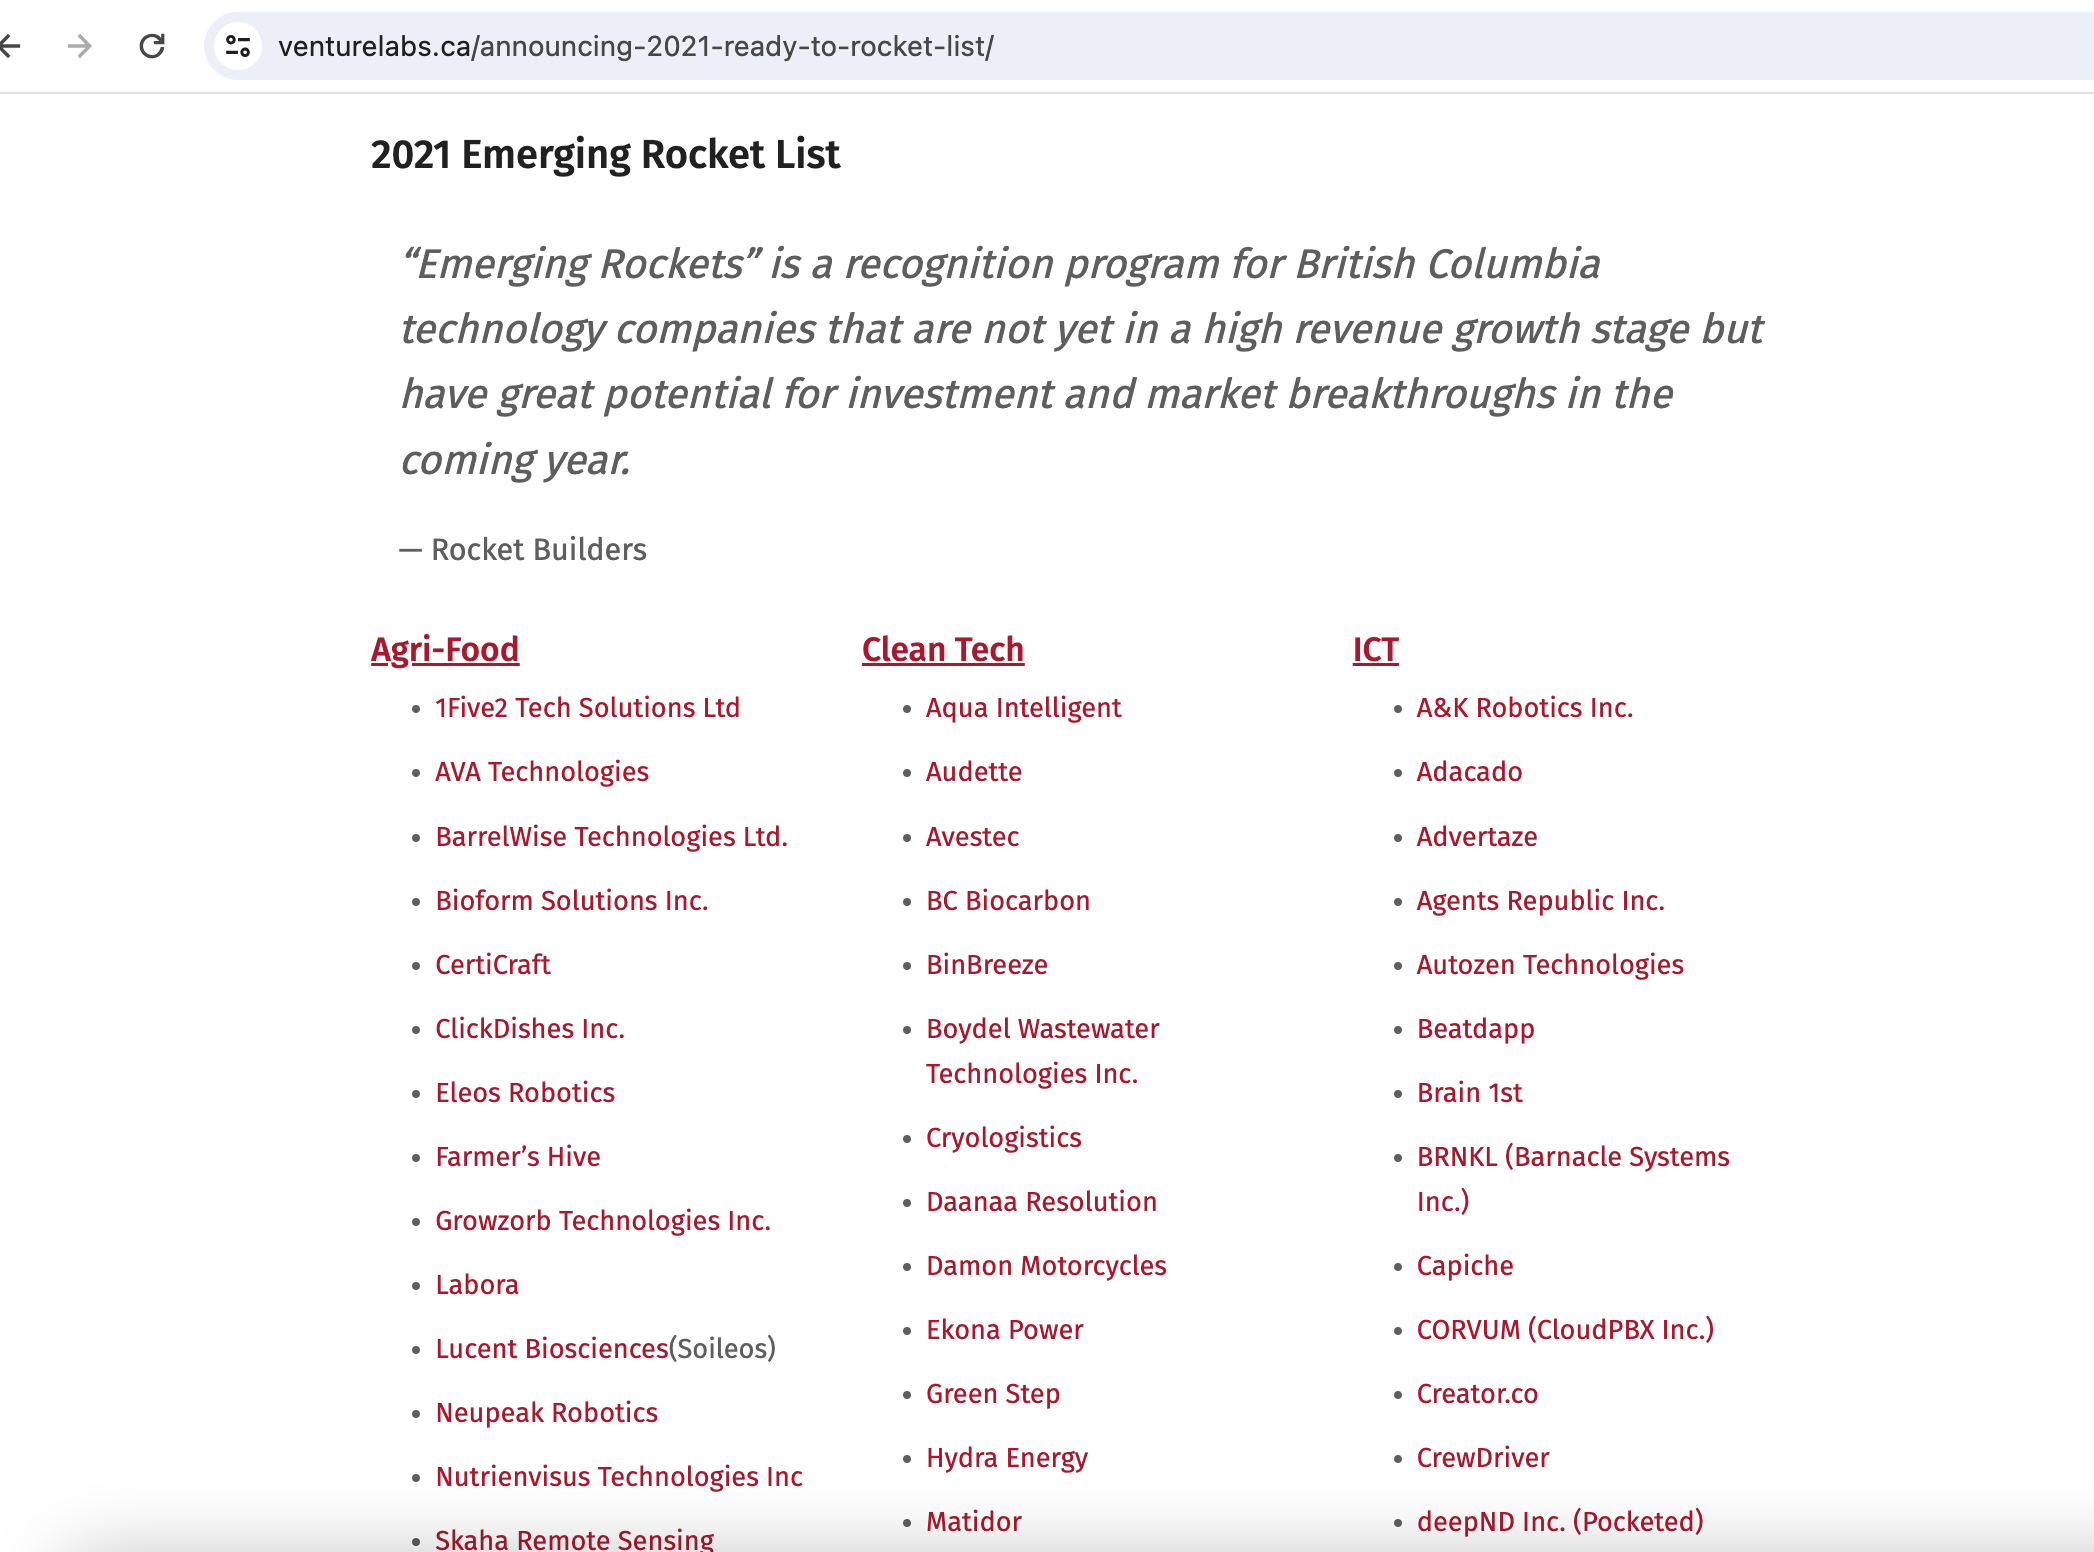 venturelabs.ca/announcing-2021-ready-to-rocket-list/
2021 Emerging Rocket List
“Emerging Rockets” is a recognition program for British Columbia
technology companies that are not yet in a high revenue growth stage but
have great potential for investment and market breakthroughs in the
coming year.
— Rocket Builders
Agri-Food
1Five2 Tech Solutions Ltd
AVA Technologies
BarrelWise Technologies Ltd.
Bioform Solutions Inc.
CertiCraft
ClickDishes Inc.
Eleos Robotics
Farmer’s Hive
Growzorb Technologies Inc.
Labora
Lucent Biosciences(Soileos)
Neupeak Robotics
Nutrienvisus Technologies Inc
Skaha Remote Sensing
Clean Tech
Aqua Intelligent
Audette
Avestec
BC Biocarbon
BinBreeze
Boydel Wastewater
Technologies Inc.
Cryologistics
Daanaa Resolution
Damon Motorcycles
Ekona Power
Green Step
Hydra Energy
Matidor
ICT
A&K Robotics Inc.
Adacado
Advertaze
Agents Republic Inc.
Autozen Technologies
Beatdapp
Brain 1st
BRNKL (Barnacle Systems
Inc.)
Capiche
CORVUM (CloudPBX Inc.)
Creator.co
CrewDriver
deepND Inc. (Pocketed)